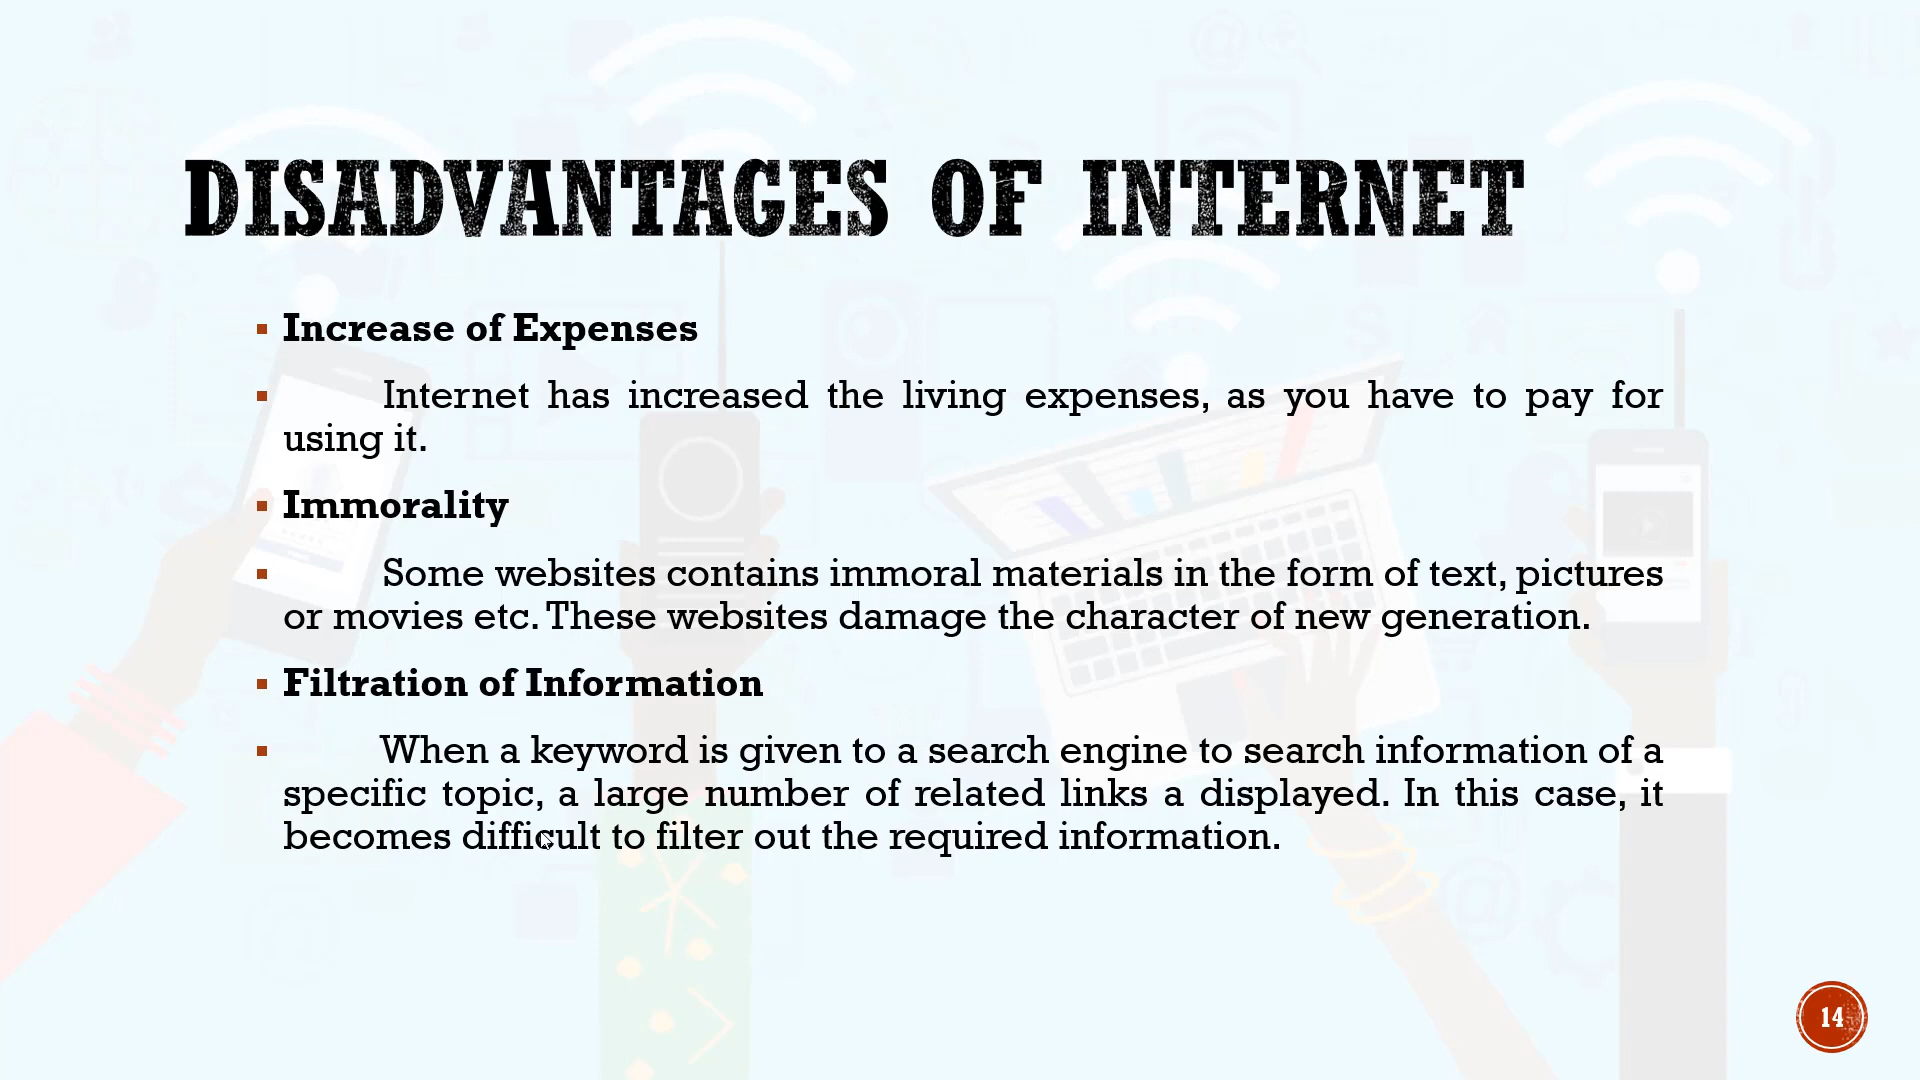 DISADVANTAGES OF INTERNET
▪ Increase of Expenses
▪ Internet has increased the living expenses, as you have to pay for
using it.
▪ Immorality
▪ Some websites contains immoral materials in the form of text, pictures
or movies etc. These websites damage the character of new generation.
▪ Filtration of Information
▪ When a keyword is given to a search engine to search information of a
specific topic, a large number of related links a displayed. In this case, it
becomes difficult to filter out the required information.
14